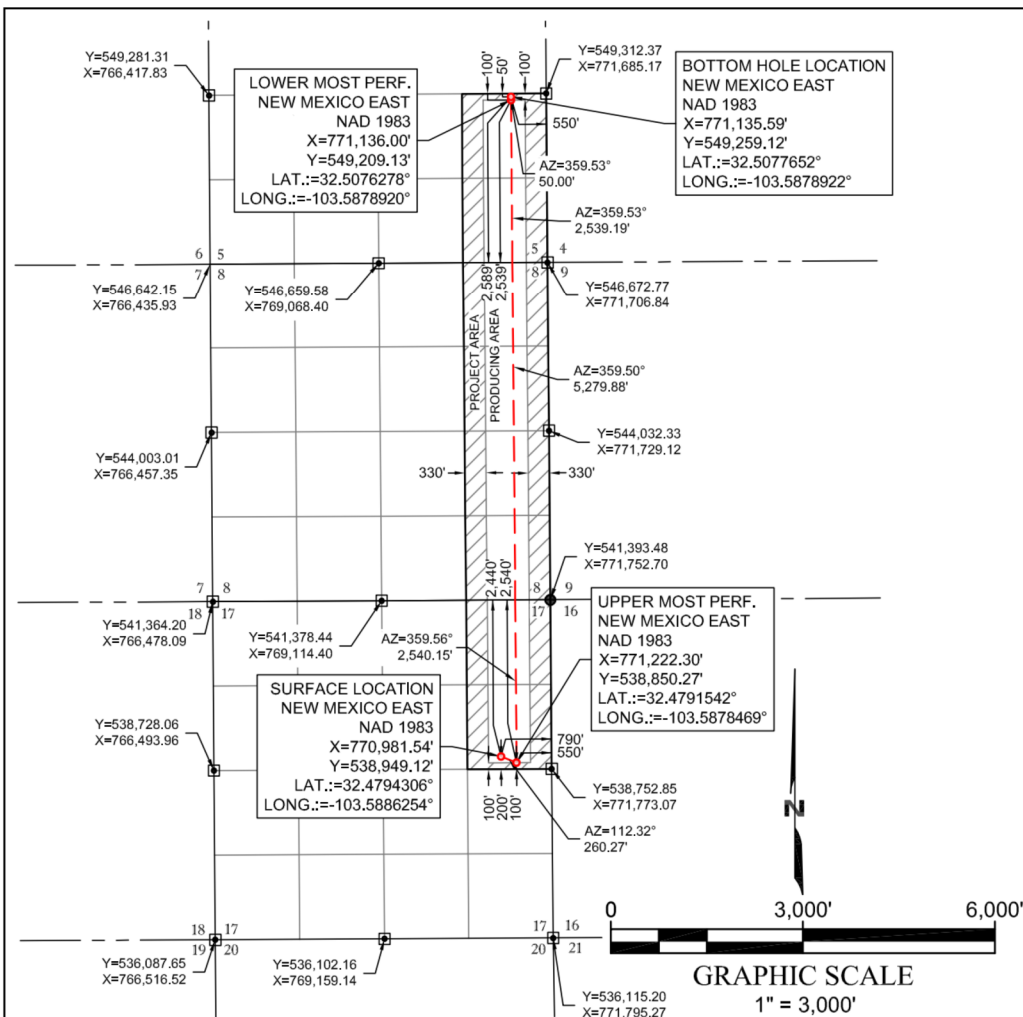 Y=549,281.31
X=766,417.83
LOWER MOST PERF.
NEW MEXICO EAST
NAD 1983
X=771,136.00'
Y=549,209.13'
LAT.:=32.5076278°
LONG.:=-103.5878920°
100'
50'
100'
Y=549,312.37
X=771,685.17
BOTTOM HOLE LOCATION
NEW MEXICO EAST
NAD 1983
X=771,135.59'
Y=549,259.12'
LAT.:=32.5077652°
LONG.:=-103.5878922°
550'
AZ=359.53°
50.00'
AZ=359.53°
2,539.19'
6 5
7 8
5 4
8 9
Y=546,642.15
X=766,435.93
Y=546,659.58
X=769,068.40
2,589'
2,539'
Y=546,672.77
X=771,706.84
PROJECT AREA
PRODUCING AREA
AZ=359.50°
5,279.88'
Y=544,003.01
X=766,457.35
Y=544,032.33
X=771,729.12
330'
330'
Y=541,393.48
X=771,752.70
7 8
18 17
8 9
17 16
2,440'
2,540'
Y=541,364.20
X=766,478.09
Y=541,378.44
X=769,114.40
AZ=359.56°
2,540.15'
UPPER MOST PERF.
NEW MEXICO EAST
NAD 1983
X=771,222.30'
Y=538,850.27'
LAT.:=32.4791542°
LONG.:=-103.5878469°
SURFACE LOCATION
NEW MEXICO EAST
NAD 1983
X=770,981.54'
Y=538,949.12'
LAT.:=32.4794306°
LONG.:=-103.5886254°
Y=538,728.06
X=766,493.96
790'
550'
100'
200'
100'
Y=538,752.85
X=771,773.07
AZ=112.32°
260.27'
N
18 17
19 20
17 16
20 21
Y=536,087.65
X=766,516.52
Y=536,102.16
X=769,159.14
Y=536,115.20
X=771,795.27
0 3,000' 6,000'
GRAPHIC SCALE
1" = 3,000'